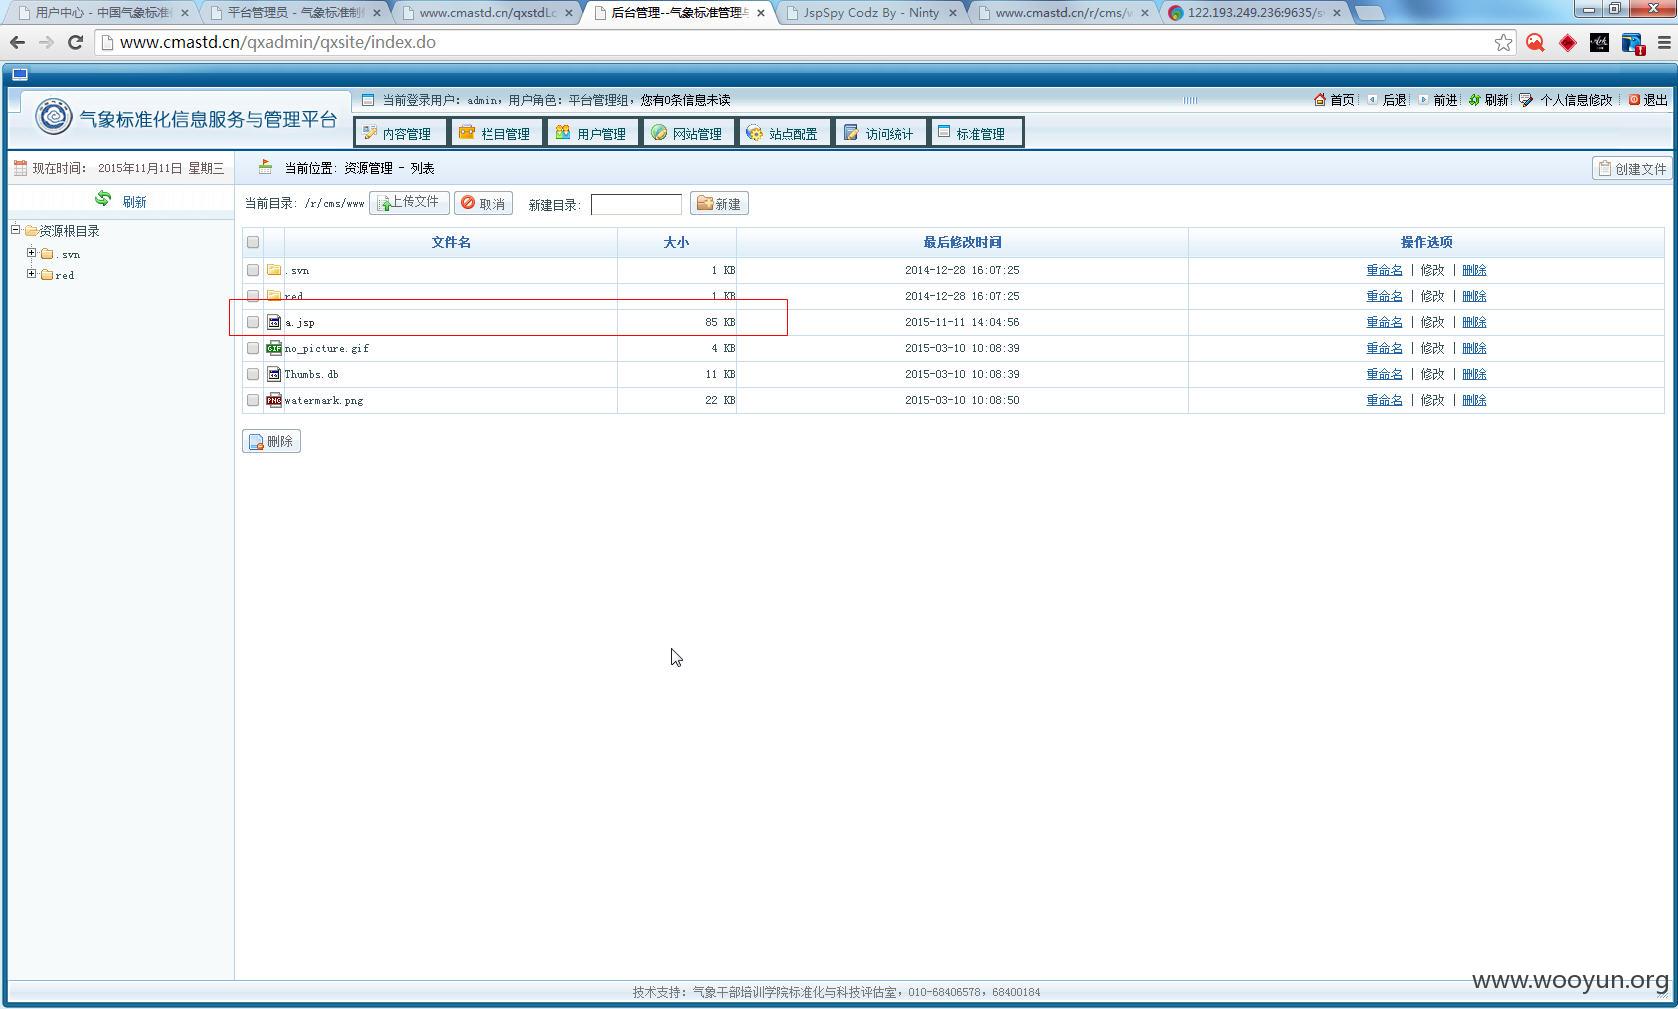 用户中心 - 中国气象标准
平台管理员 - 气象标准制
www.cmastd.cn/qxstdLo
后台管理--气象标准管理
JspSpy Codz By - Ninty
www.cmastd.cn/r/cms/
122.193.249.236:9635/s
www.cmastd.cn/qxadmin/qxsite/index.do
气象标准化信息服务与管理平台
当前登录用户：admin，用户角色：平台管理组，您有0条信息未读
首页 后退 前进 刷新 个人信息修改 退出
内容管理 栏目管理 用户管理 网站管理 站点配置 访问统计 标准管理
现在时间： 2015年11月11日 星期三
当前位置：资源管理 - 列表
创建文件
刷新
资源根目录
.svn
red
当前目录：/r/cms/www 上传文件 取消 新建目录： 新建
文件名 大小 最后修改时间 操作选项
.svn 1 KB 2014-12-28 16:07:25 重命名 | 修改 | 删除
red 1 KB 2014-12-28 16:07:25 重命名 | 修改 | 删除
a.jsp 85 KB 2015-11-11 14:04:56 重命名 | 修改 | 删除
no_picture.gif 4 KB 2015-03-10 10:08:39 重命名 | 修改 | 删除
Thumbs.db 11 KB 2015-03-10 10:08:39 重命名 | 修改 | 删除
watermark.png 22 KB 2015-03-10 10:08:50 重命名 | 修改 | 删除
删除
www.wooyun.org
技术支持：气象干部培训学院标准化与科技评估室，010-68406578，68400184